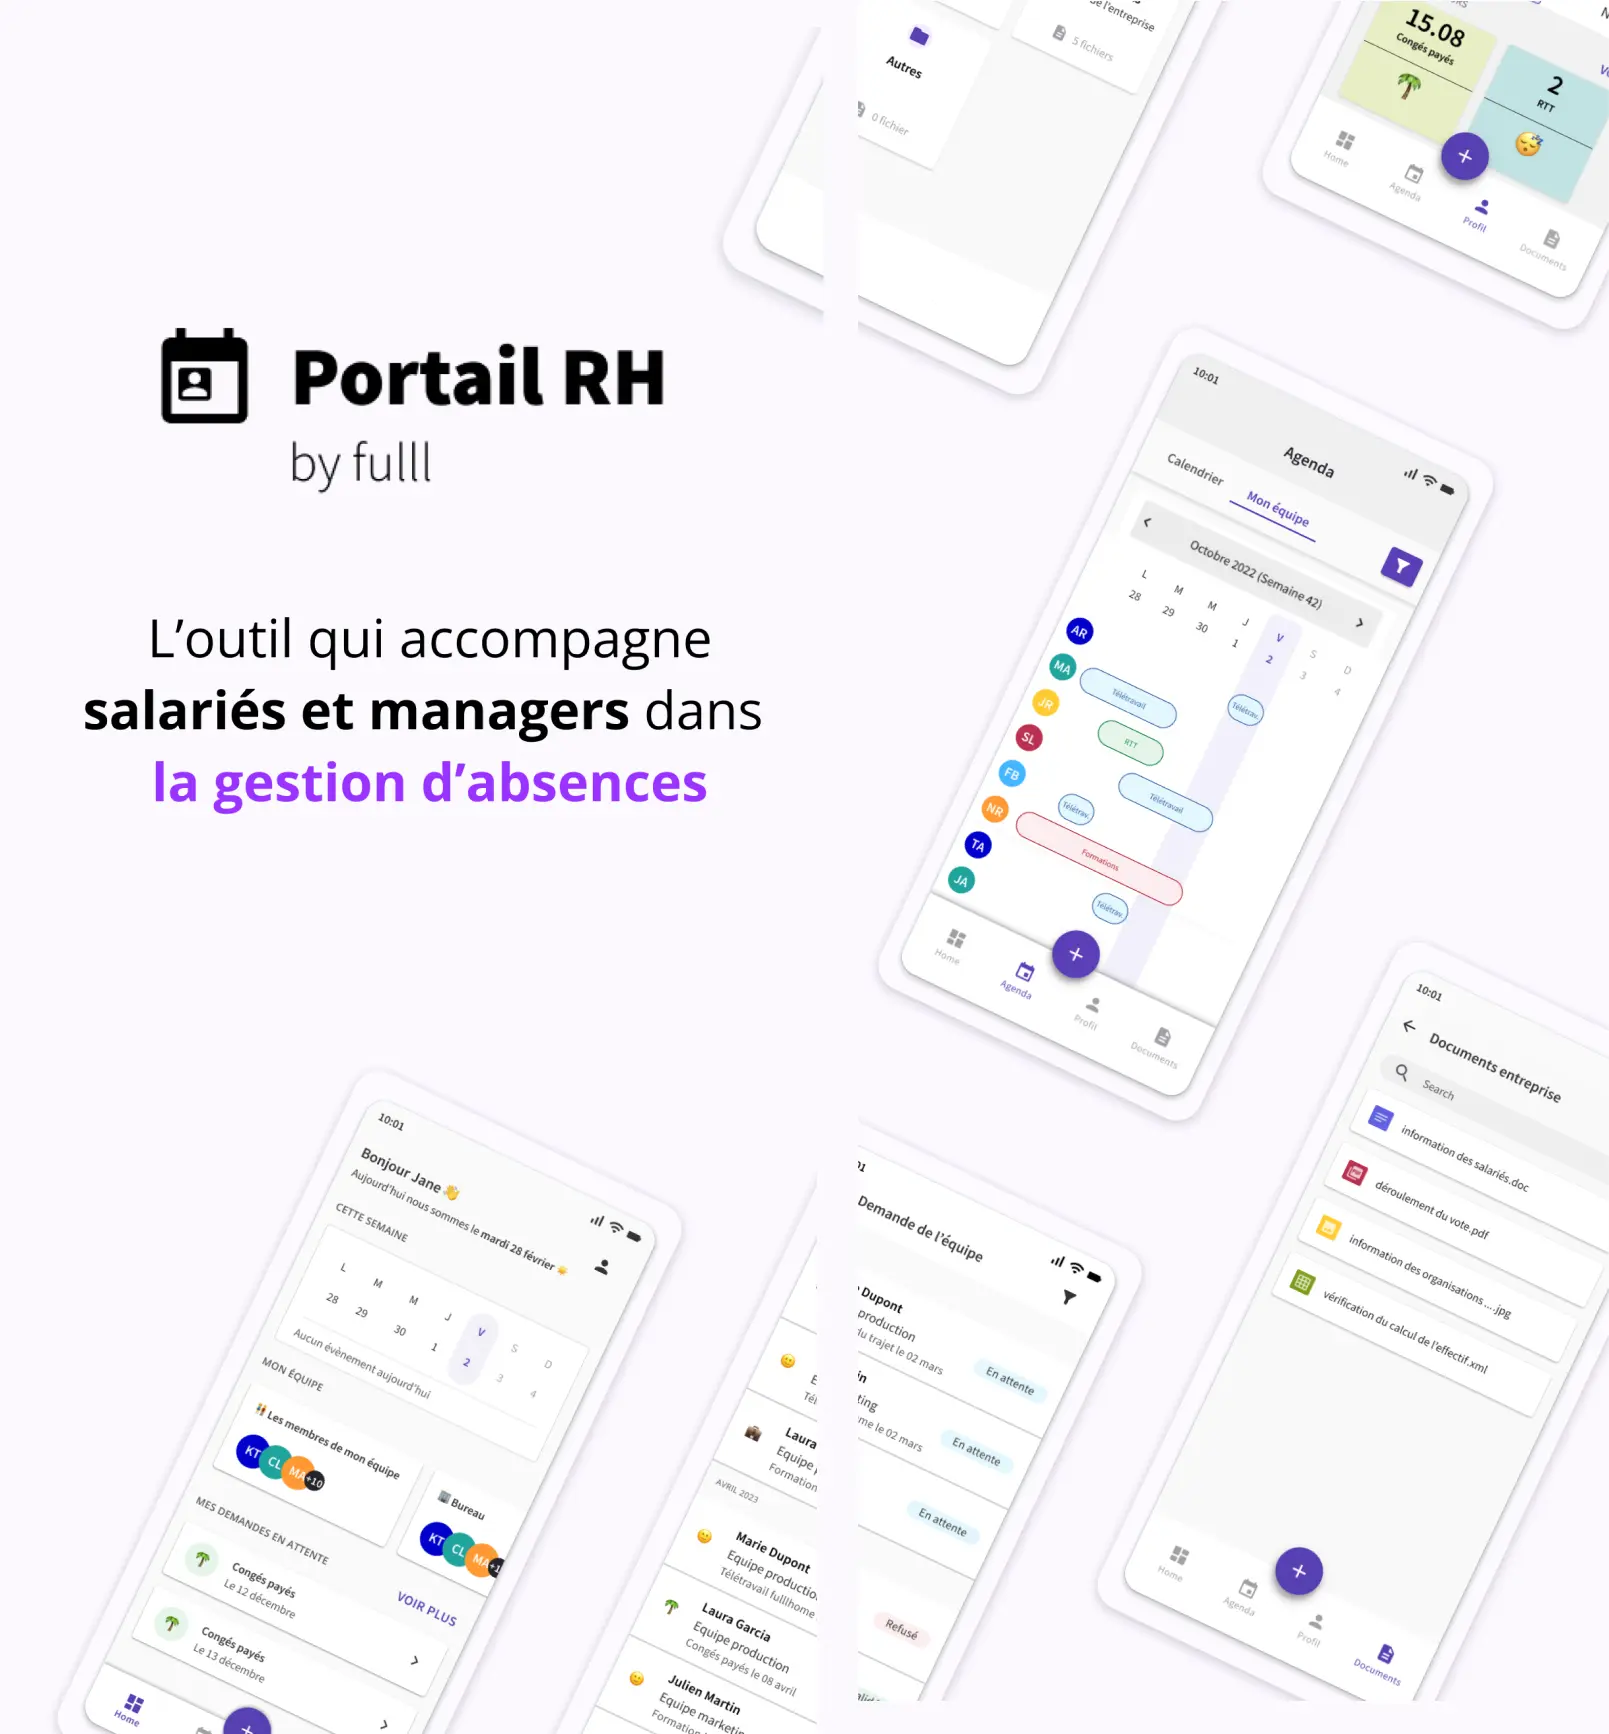 Portail RH
by fulll
L’outil qui accompagne
salariés et managers dans
la gestion d’absences
Autres
0 fichier
de l'entreprise
5 fichiers
15.08
Congés payés
2
RTT
Home
Agenda
Profil
Documents
10:01
Agenda
Calendrier
Mon équipe
Octobre 2022 (Semaine 42)
L M M J V S D
28 29 30 1 2 3 4
AR
MA
JR
SL
FB
NR
TA
JA
Télétravail
Télétrav.
RTT
Télétravail
Télétrav.
Formations
Télétrav.
Home
Agenda
Profil
Documents
10:01
Documents entreprise
Search
information des salariés.doc
déroulement du vote.pdf
information des organisations ....jpg
vérification du calcul de l'effectif.xml
Home
Agenda
Profil
Documents
10:01
Bonjour Jane 👋
Aujourd'hui nous sommes le mardi 28 février
CETTE SEMAINE
L M M J V S D
28 29 30 1 2 3 4
Aucun évènement aujourd'hui
MON ÉQUIPE
Les membres de mon équipe
KT CL MA +10
Bureau
KT CL MA +1
MES DEMANDES EN ATTENTE
VOIR PLUS
Congés payés
Le 12 décembre
Congés payés
Le 13 décembre
Home
Laura
Equipe
Formation
AVRIL 2023
Marie Dupont
Equipe productio
Télétravail fulllhome
Laura Garcia
Equipe production
Congés payés le 08 avril
Julien Martin
Equipe marketin
Formation
Demande de l'équipe
Dupont
production
du trajet le 02 mars
En attente
ting
me le 02 mars
En attente
En attente
Refusé